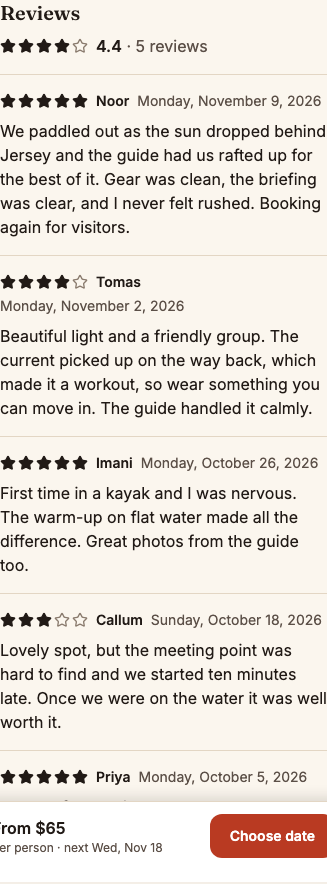 Reviews
4.4 · 5 reviews
Noor Monday, November 9, 2026
We paddled out as the sun dropped behind
Jersey and the guide had us rafted up for
the best of it. Gear was clean, the briefing
was clear, and I never felt rushed. Booking
again for visitors.
Tomas
Monday, November 2, 2026
Beautiful light and a friendly group. The
current picked up on the way back, which
made it a workout, so wear something you
can move in. The guide handled it calmly.
Imani Monday, October 26, 2026
First time in a kayak and I was nervous.
The warm-up on flat water made all the
difference. Great photos from the guide
too.
Callum Sunday, October 18, 2026
Lovely spot, but the meeting point was
hard to find and we started ten minutes
late. Once we were on the water it was well
worth it.
Priya Monday, October 5, 2026
From $65
per person · next Wed, Nov 18
Choose date